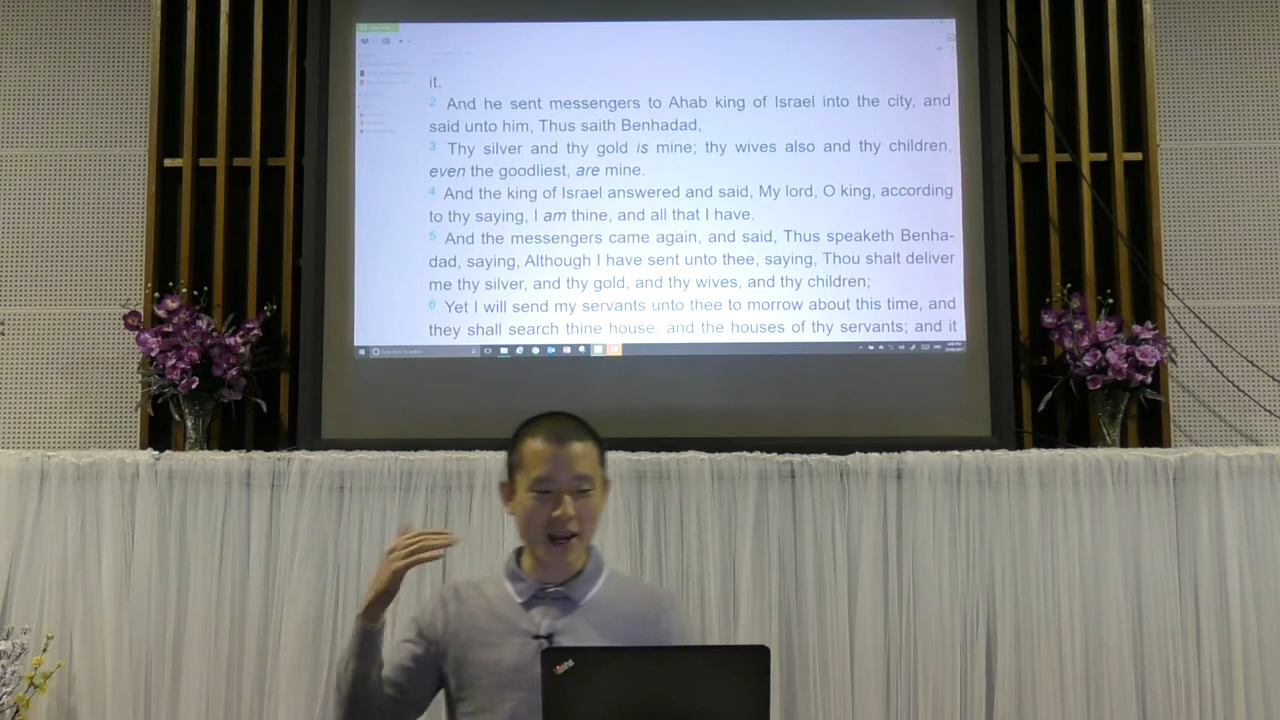 it.
2 And he sent messengers to Ahab king of Israel into the city, and
said unto him, Thus saith Benhadad,
3 Thy silver and thy gold is mine; thy wives also and thy children,
even the goodliest, are mine.
4 And the king of Israel answered and said, My lord, O king, according
to thy saying, I am thine, and all that I have.
5 And the messengers came again, and said, Thus speaketh Benha-
dad, saying, Although I have sent unto thee, saying, Thou shalt deliver
me thy silver, and thy gold, and thy wives, and thy children;
6 Yet I will send my servants unto thee to morrow about this time, and
they shall search thine house, and the houses of thy servants; and it